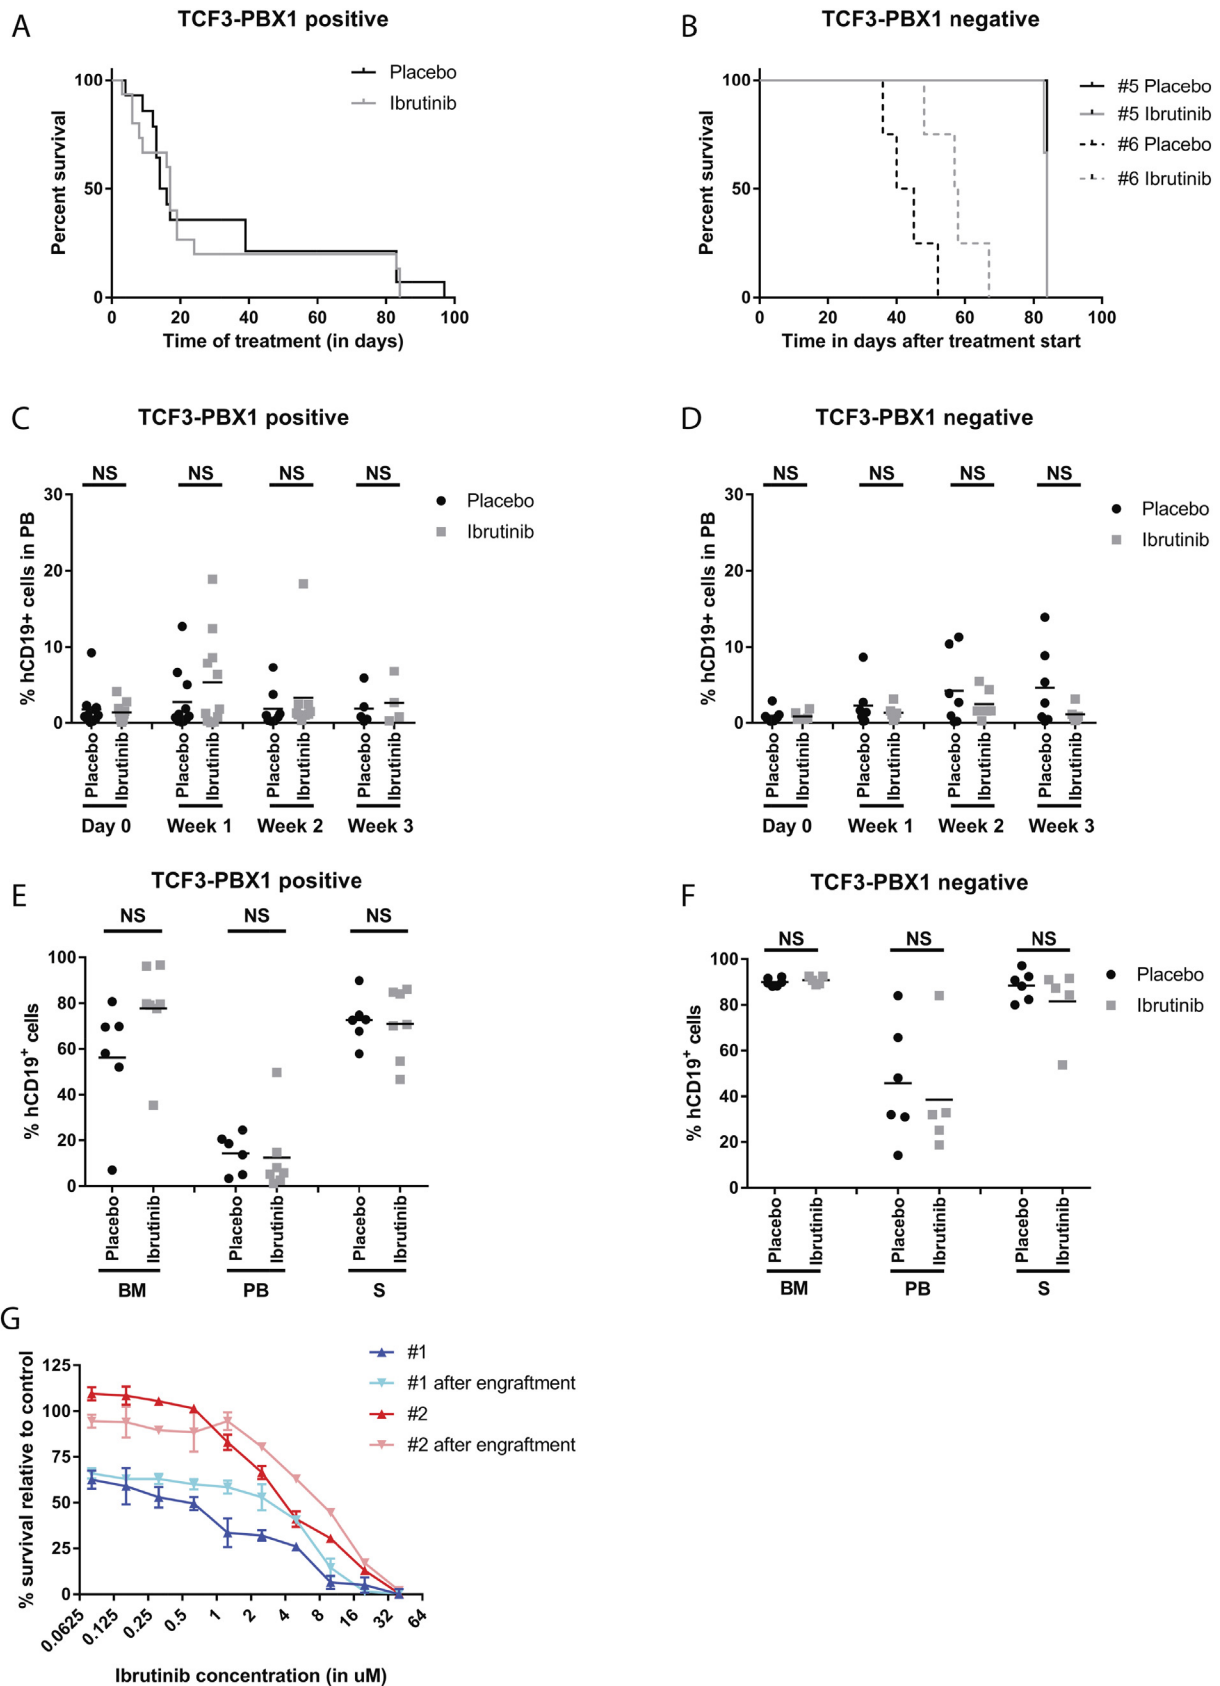 A
TCF3-PBX1 positive
Percent survival
100
50
0
0 20 40 60 80 100
Time of treatment (in days)
Placebo
Ibrutinib
B
TCF3-PBX1 negative
Percent survival
100
50
0
0 20 40 60 80 100
Time in days after treatment start
#5 Placebo
#5 Ibrutinib
#6 Placebo
#6 Ibrutinib
C
TCF3-PBX1 positive
NS NS NS NS
% hCD19+ cells in PB
30
20
10
0
Placebo Ibrutinib Placebo Ibrutinib Placebo Ibrutinib Placebo Ibrutinib
Day 0 Week 1 Week 2 Week 3
Placebo
Ibrutinib
D
TCF3-PBX1 negative
NS NS NS NS
% hCD19+ cells in PB
30
20
10
0
Placebo Ibrutinib Placebo Ibrutinib Placebo Ibrutinib Placebo Ibrutinib
Day 0 Week 1 Week 2 Week 3
Placebo
Ibrutinib
E
TCF3-PBX1 positive
NS NS NS
% hCD19+ cells
100
80
60
40
20
0
Placebo Ibrutinib Placebo Ibrutinib Placebo Ibrutinib
BM PB S
F
TCF3-PBX1 negative
NS NS NS
% hCD19+ cells
100
80
60
40
20
0
Placebo Ibrutinib Placebo Ibrutinib Placebo Ibrutinib
BM PB S
Placebo
Ibrutinib
G
% survival relative to control
125
100
75
50
25
0
0.0625 0.125 0.25 0.5 1 2 4 8 16 32 64
Ibrutinib concentration (in uM)
#1
#1 after engraftment
#2
#2 after engraftment